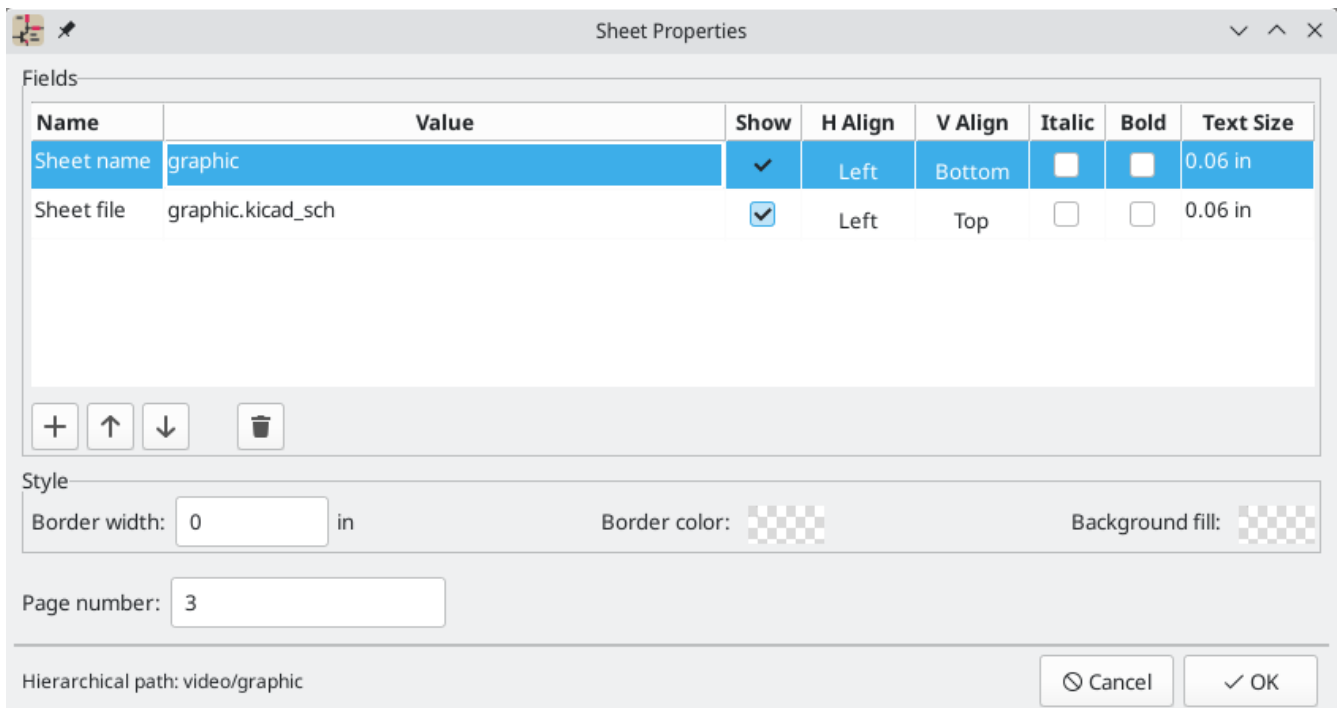 Sheet Properties
Fields
Name Value Show H Align V Align Italic Bold Text Size
Sheet name graphic Left Bottom 0.06 in
Sheet file graphic.kicad_sch Left Top 0.06 in
Style
Border width: 0 in Border color: Background fill:
Page number: 3
Hierarchical path: video/graphic Cancel OK